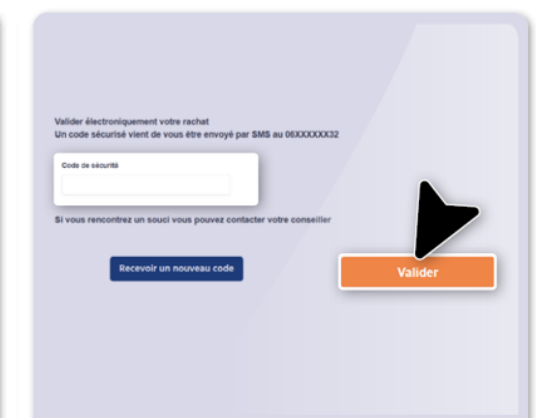 Valider électroniquement votre rachat
Un code sécurisé vient de vous être envoyé par SMS au 06XXXXXX32
Code de sécurité
Si vous rencontrez un souci vous pouvez contacter votre conseiller
Recevoir un nouveau code
Valider